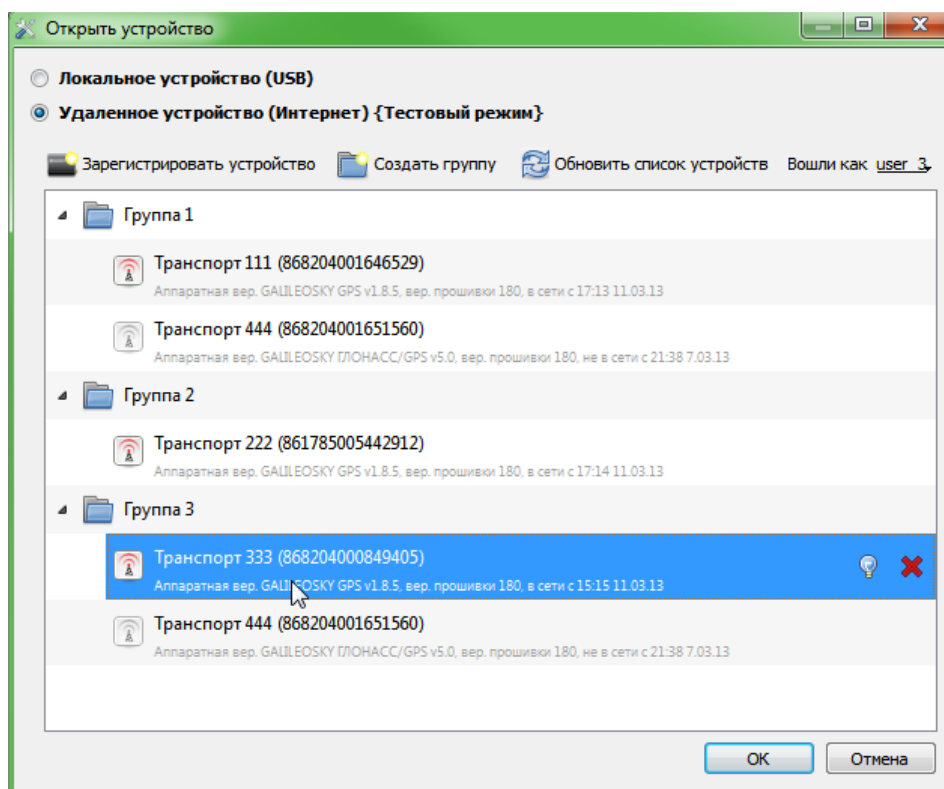 Открыть устройство
Локальное устройство (USB)
Удаленное устройство (Интернет) {Тестовый режим}
Зарегистрировать устройство Создать группу Обновить список устройств Вошли как user_3
Группа 1
Транспорт 111 (868204001646529)
Аппаратная вер. GALILEOSKY GPS v1.8.5, вер. прошивки 180, в сети с 17:13 11.03.13
Транспорт 444 (868204001651560)
Аппаратная вер. GALILEOSKY ГЛОНАСС/GPS v5.0, вер. прошивки 180, не в сети с 21:38 7.03.13
Группа 2
Транспорт 222 (861785005442912)
Аппаратная вер. GALILEOSKY GPS v1.8.5, вер. прошивки 180, в сети с 17:14 11.03.13
Группа 3
Транспорт 333 (868204000849405)
Аппаратная вер. GALILEOSKY GPS v1.8.5, вер. прошивки 180, в сети с 15:15 11.03.13
Транспорт 444 (868204001651560)
Аппаратная вер. GALILEOSKY ГЛОНАСС/GPS v5.0, вер. прошивки 180, не в сети с 21:38 7.03.13
ОК Отмена